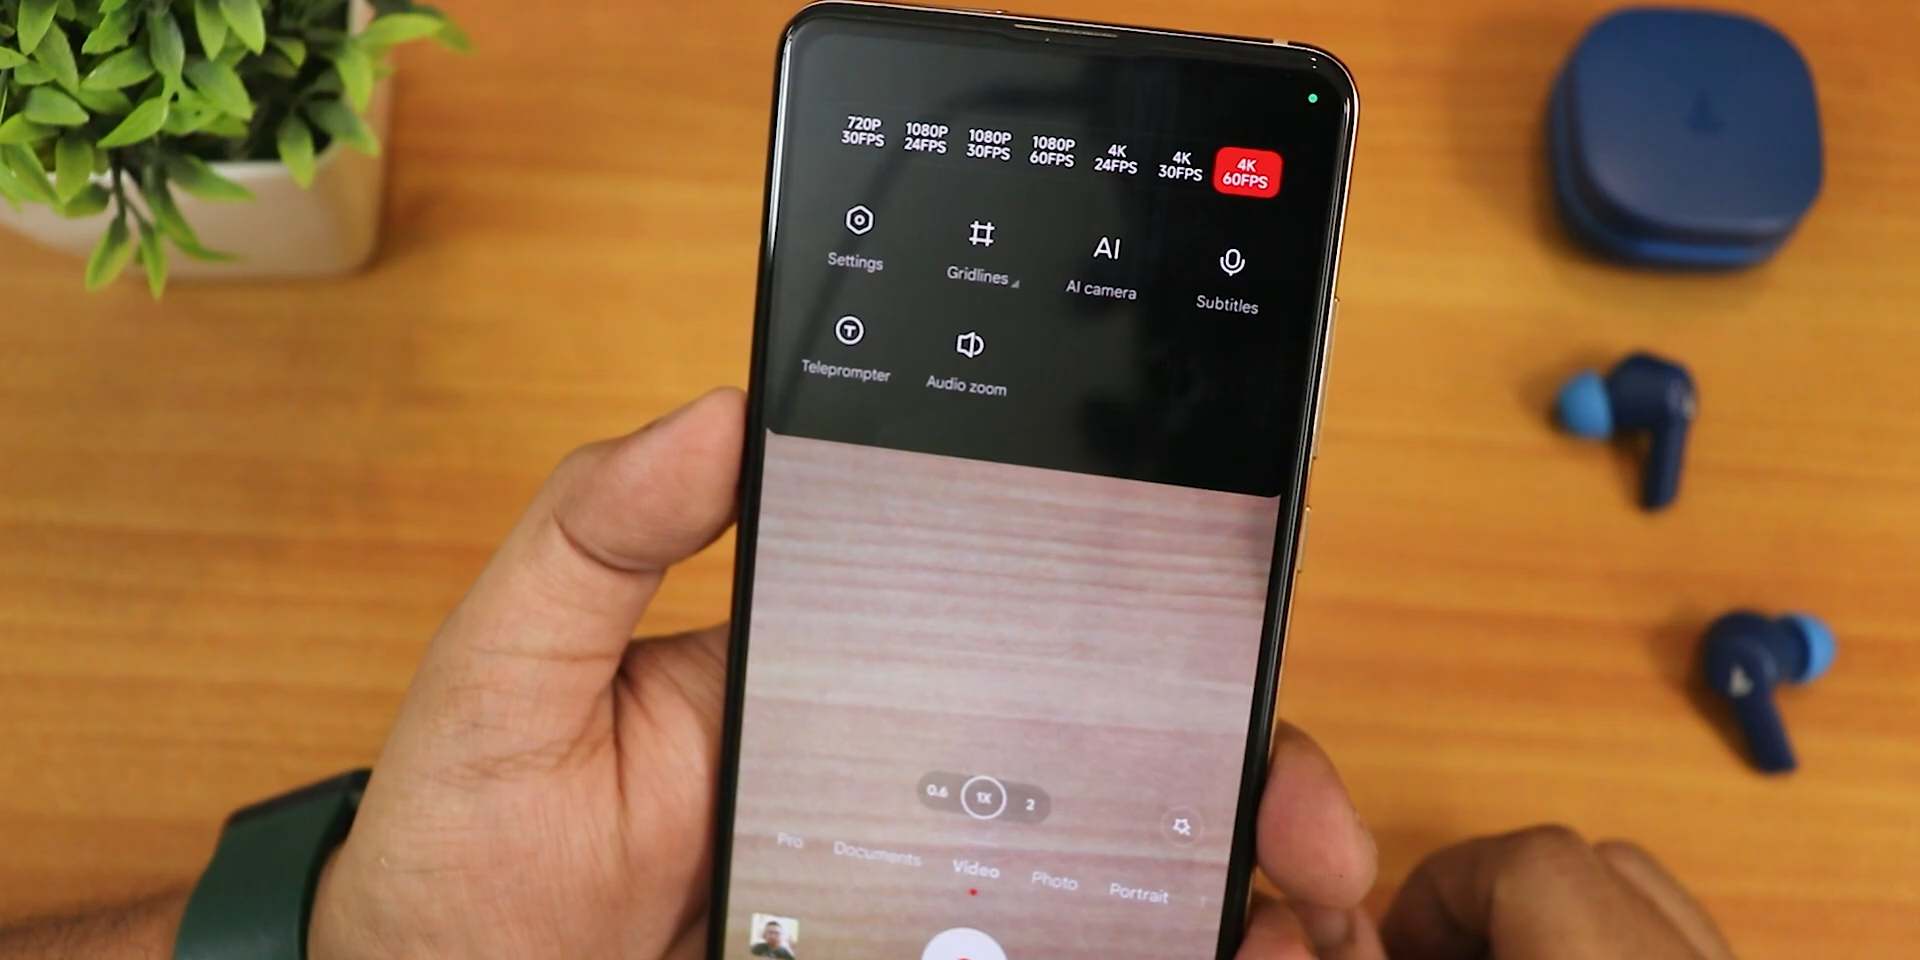 720P
30FPS
1080P
24FPS
1080P
30FPS
1080P
60FPS
4K
24FPS
4K
30FPS
4K
60FPS
Settings
Gridlines
AI
AI camera
Subtitles
T
Teleprompter
Audio zoom
0.6
1X
2
Pro
Documents
Video
Photo
Portrait